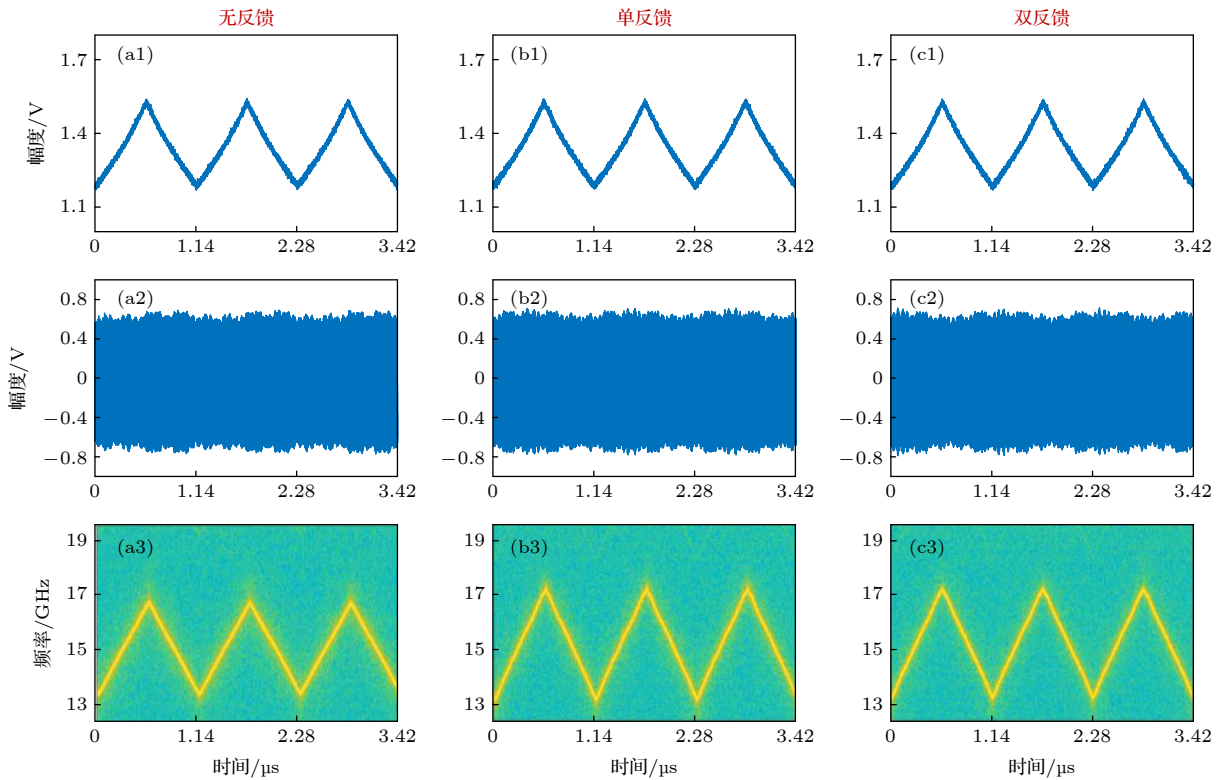 无反馈 单反馈 双反馈
(a1) (b1) (c1)
1.7 1.7 1.7
1.4 1.4 1.4
1.1 1.1 1.1
幅度/V
0 1.14 2.28 3.42 0 1.14 2.28 3.42 0 1.14 2.28 3.42
(a2) (b2) (c2)
0.8 0.8 0.8
0.4 0.4 0.4
0 0 0
−0.4 −0.4 −0.4
−0.8 −0.8 −0.8
幅度/V
0 1.14 2.28 3.42 0 1.14 2.28 3.42 0 1.14 2.28 3.42
(a3) (b3) (c3)
19 19 19
17 17 17
15 15 15
13 13 13
频率/GHz
0 1.14 2.28 3.42 0 1.14 2.28 3.42 0 1.14 2.28 3.42
时间/µs 时间/µs 时间/µs